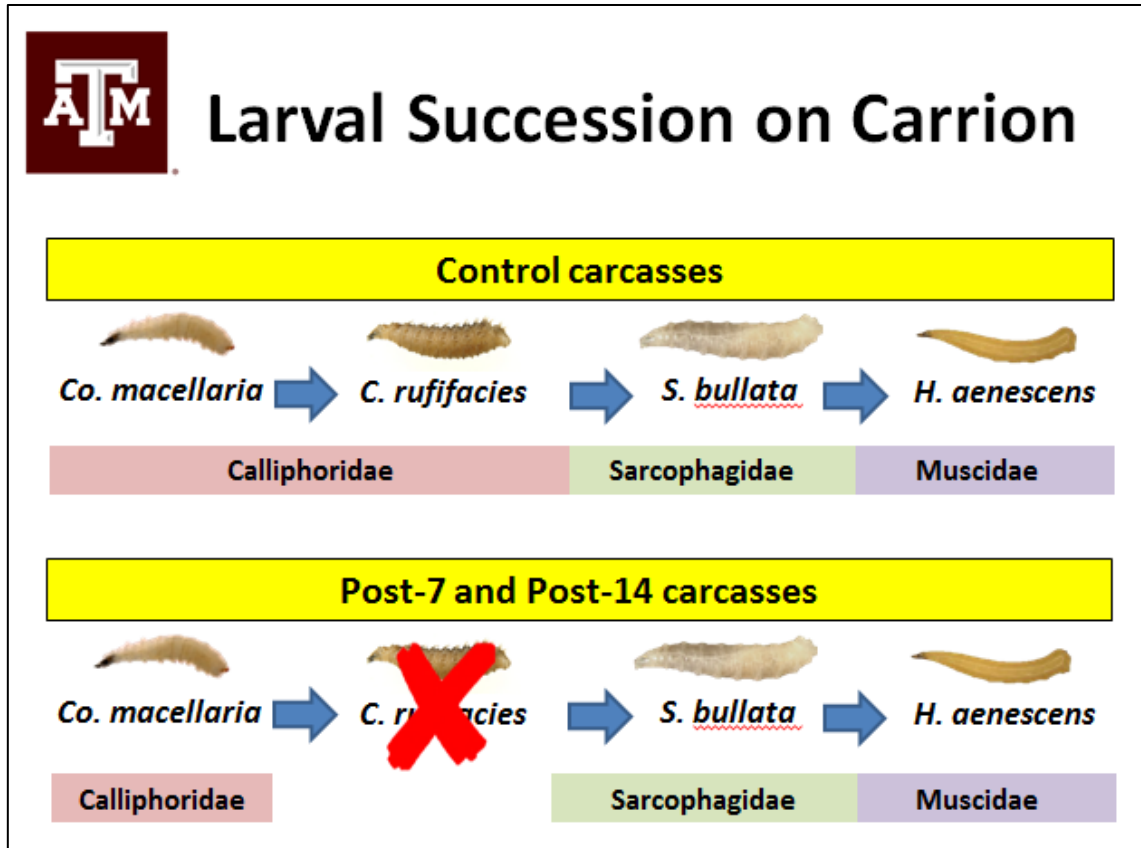 ATM
Larval Succession on Carrion
Control carcasses
Co. macellaria C. rufifacies S. bullata H. aenescens
Calliphoridae Sarcophagidae Muscidae
Post-7 and Post-14 carcasses
Co. macellaria C. rufifacies S. bullata H. aenescens
Calliphoridae Sarcophagidae Muscidae